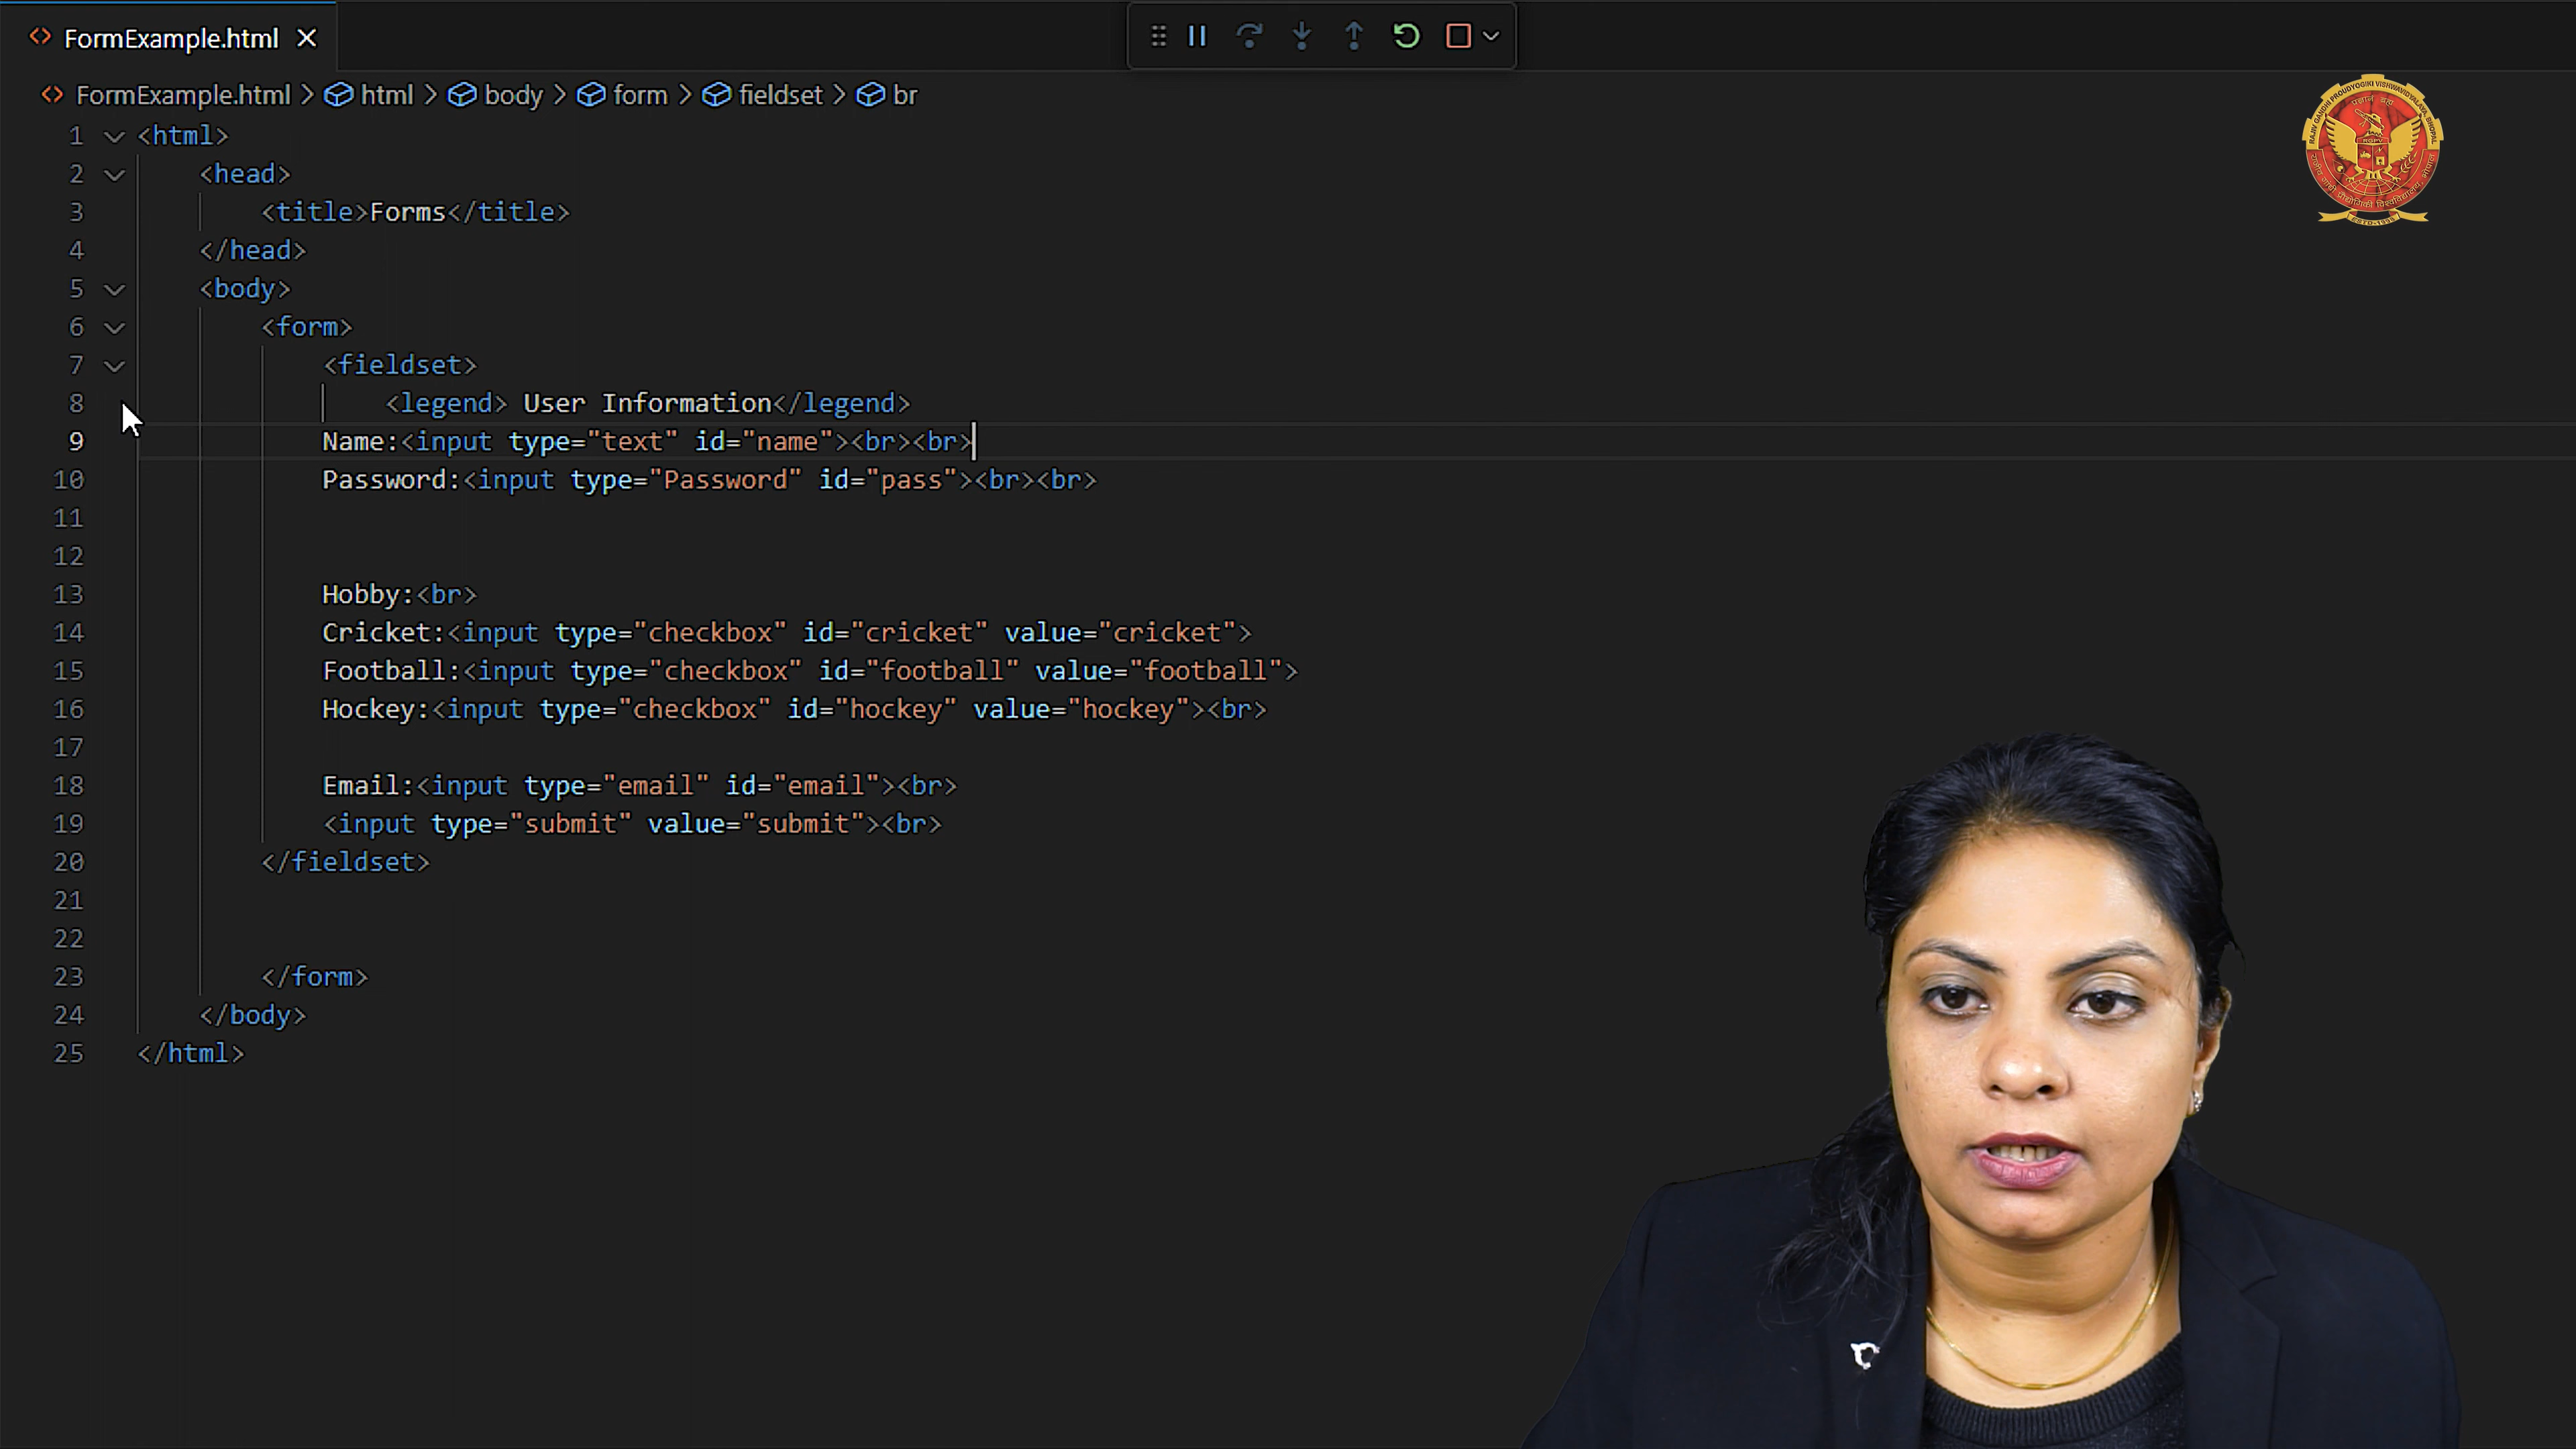 FormExample.html
FormExample.html > html > body > form > fieldset > br
1 <html>
2 <head>
3 <title>Forms</title>
4 </head>
5 <body>
6 <form>
7 <fieldset>
8 <legend> User Information</legend>
9 Name:<input type="text" id="name"><br><br>
10 Password:<input type="Password" id="pass"><br><br>
11
12
13 Hobby:<br>
14 Cricket:<input type="checkbox" id="cricket" value="cricket">
15 Football:<input type="checkbox" id="football" value="football">
16 Hockey:<input type="checkbox" id="hockey" value="hockey"><br>
17
18 Email:<input type="email" id="email"><br>
19 <input type="submit" value="submit"><br>
20 </fieldset>
21
22
23 </form>
24 </body>
25 </html>
RAJIV GANDHI PROUDYOGIKI VISHWAVIDYALAYA, BHOPAL